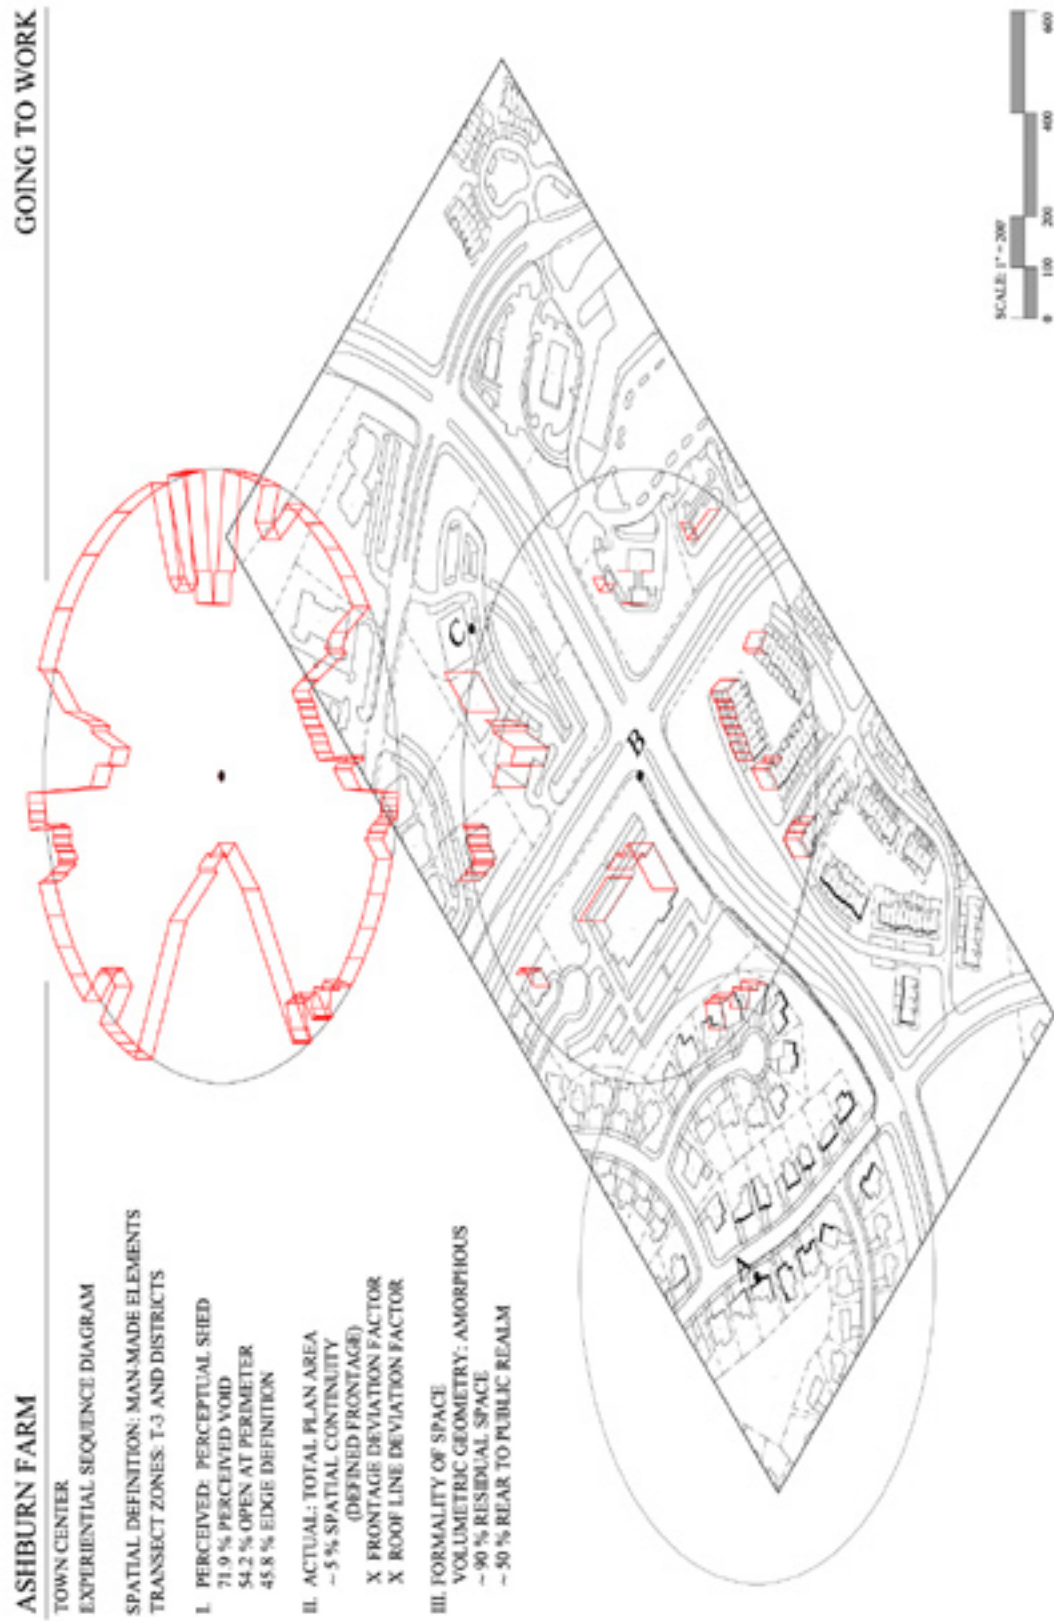 ASHBURN FARM
GOING TO WORK
TOWN CENTER
EXPERIENTIAL SEQUENCE DIAGRAM
SPATIAL DEFINITION: MAN-MADE ELEMENTS
TRANSECT ZONES: T-3 AND DISTRICTS
I. PERCEIVED: PERCEPTUAL SHED
71.9 % PERCEIVED VOID
54.2 % OPEN AT PERIMETER
45.8 % EDGE DEFINITION
II. ACTUAL: TOTAL PLAN AREA
~ 5 % SPATIAL CONTINUITY
(DEFINED FRONTAGE)
X FRONTAGE DEVIATION FACTOR
X ROOF LINE DEVIATION FACTOR
III. FORMALITY OF SPACE
VOLUMETRIC GEOMETRY: AMORPHOUS
~ 90 % RESIDUAL SPACE
~ 50 % REAR TO PUBLIC REALM
A
B
C
SCALE: 1" = 200'
0 100 200 400 600